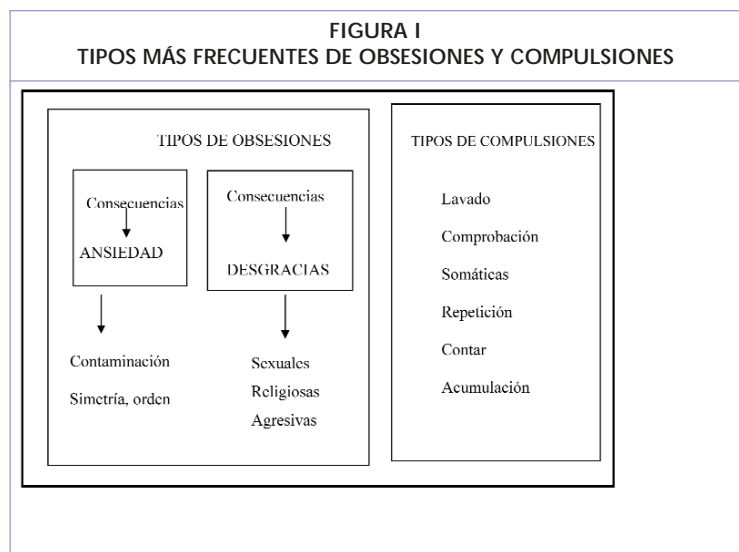 FIGURA I
TIPOS MÁS FRECUENTES DE OBSESIONES Y COMPULSIONES
TIPOS DE OBSESIONES
Consecuencias
ANSIEDAD
Contaminación
Simetría, orden
Consecuencias
DESGRACIAS
Sexuales
Religiosas
Agresivas
TIPOS DE COMPULSIONES
Lavado
Comprobación
Somáticas
Repetición
Contar
Acumulación